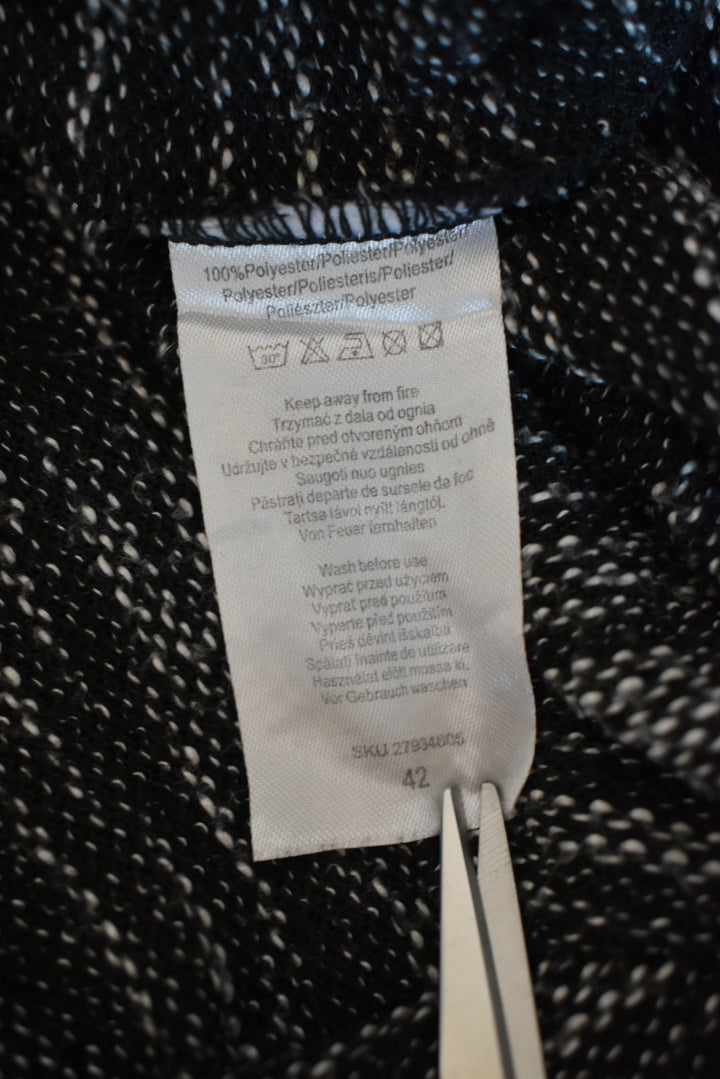 100%Polyester/Poliester/Polyester/
Polyester/Poliesteris/Poliester/
Poliészter/Polyester
30°
Keep away from fire
Trzymać z dala od ognia
Chráňte pred otvoreným ohňom
Udržujte v bezpečné vzdálenosti od ohně
Saugoti nuo ugnies
Păstrați departe de sursele de foc
Tartsa távol nyílt lángtól.
Von Feuer fernhalten
Wash before use
Wyprać przed użyciem
Vyprať pred použitím
Vyperte před použitím
Prieš dėvint išskalbti
Spălați înainte de utilizare
Használat előtt mossa ki.
Vor Gebrauch waschen
SKU 27934605
42